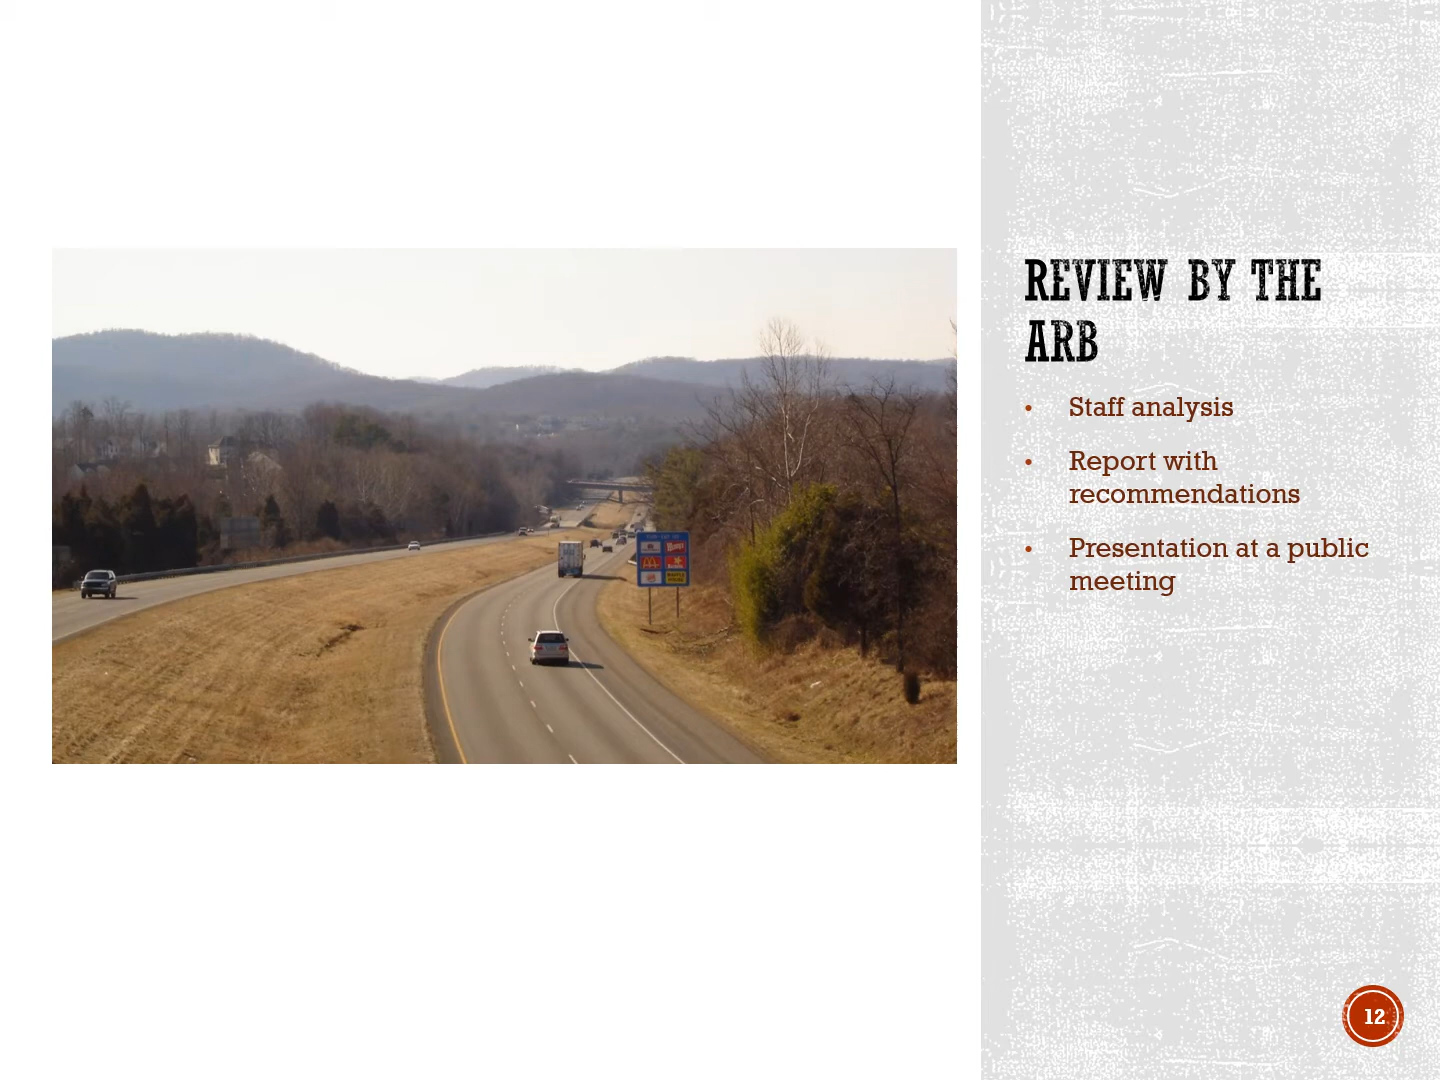 REVIEW BY THE
ARB
• Staff analysis
• Report with
recommendations
• Presentation at a public
meeting
12